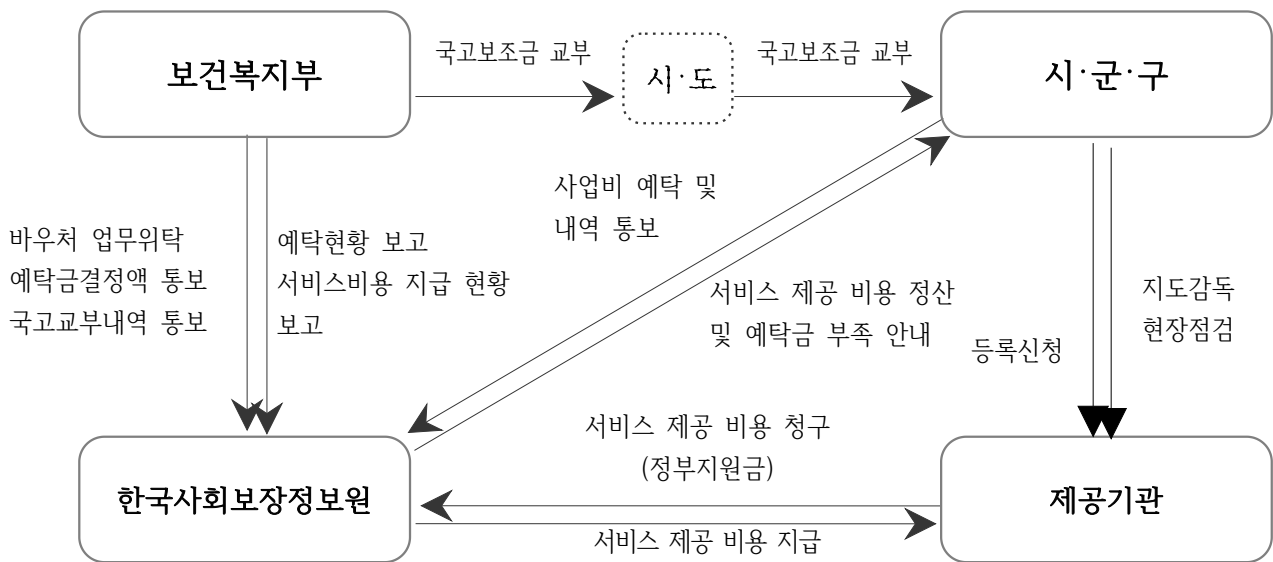 보건복지부
국고보조금 교부
시·도
국고보조금 교부
시·군·구
바우처 업무위탁
예탁금결정액 통보
국고교부내역 통보
예탁현황 보고
서비스비용 지급 현황
보고
사업비 예탁 및
내역 통보
서비스 제공 비용 정산
및 예탁금 부족 안내
등록신청
지도감독
현장점검
서비스 제공 비용 청구
(정부지원금)
한국사회보장정보원
서비스 제공 비용 지급
제공기관